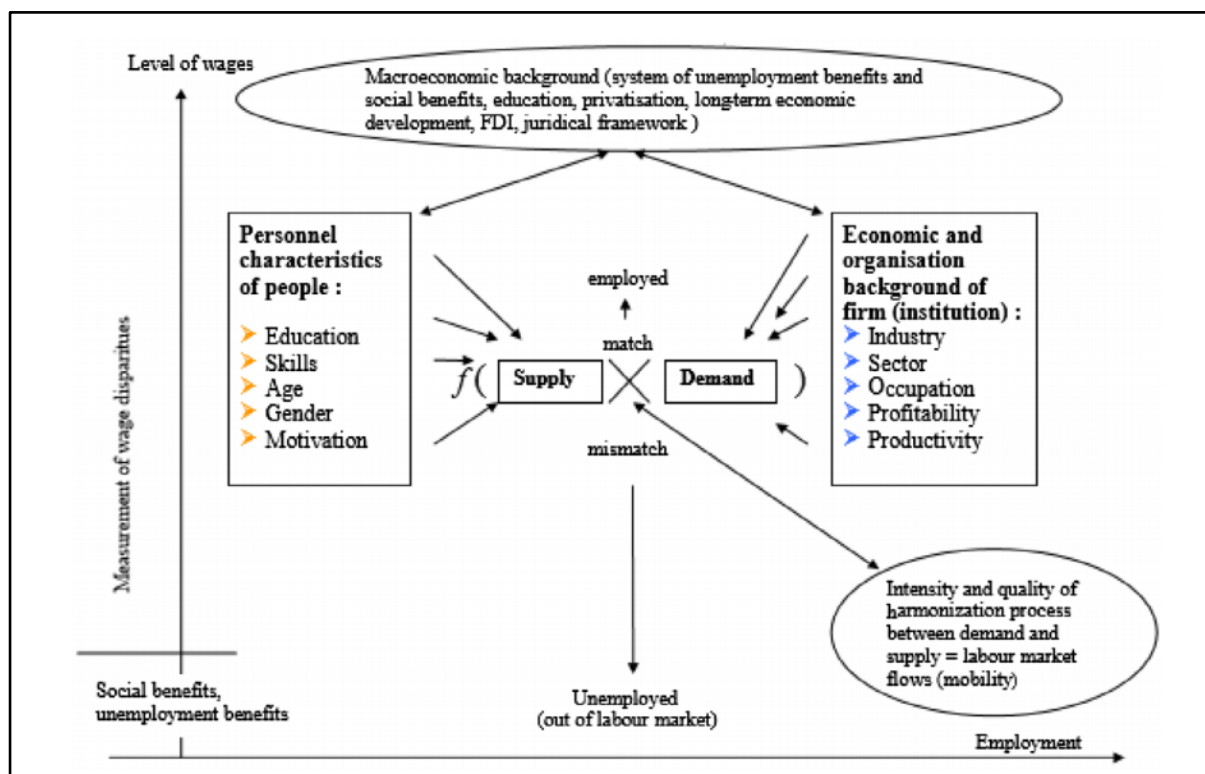 Level of wages
Macroeconomic background (system of unemployment benefits and
social benefits, education, privatisation, long-term economic
development, FDI, juridical framework )
Personnel
characteristics
of people :
Education
Skills
Age
Gender
Motivation
employed
match
f( Supply Demand )
mismatch
Economic and
organisation
background of
firm (institution) :
Industry
Sector
Occupation
Profitability
Productivity
Measurement of wage disparitues
Intensity and quality of
harmonization process
between demand and
supply = labour market
flows (mobility)
Social benefits,
unemployment benefits
Unemployed
(out of labour market)
Employment